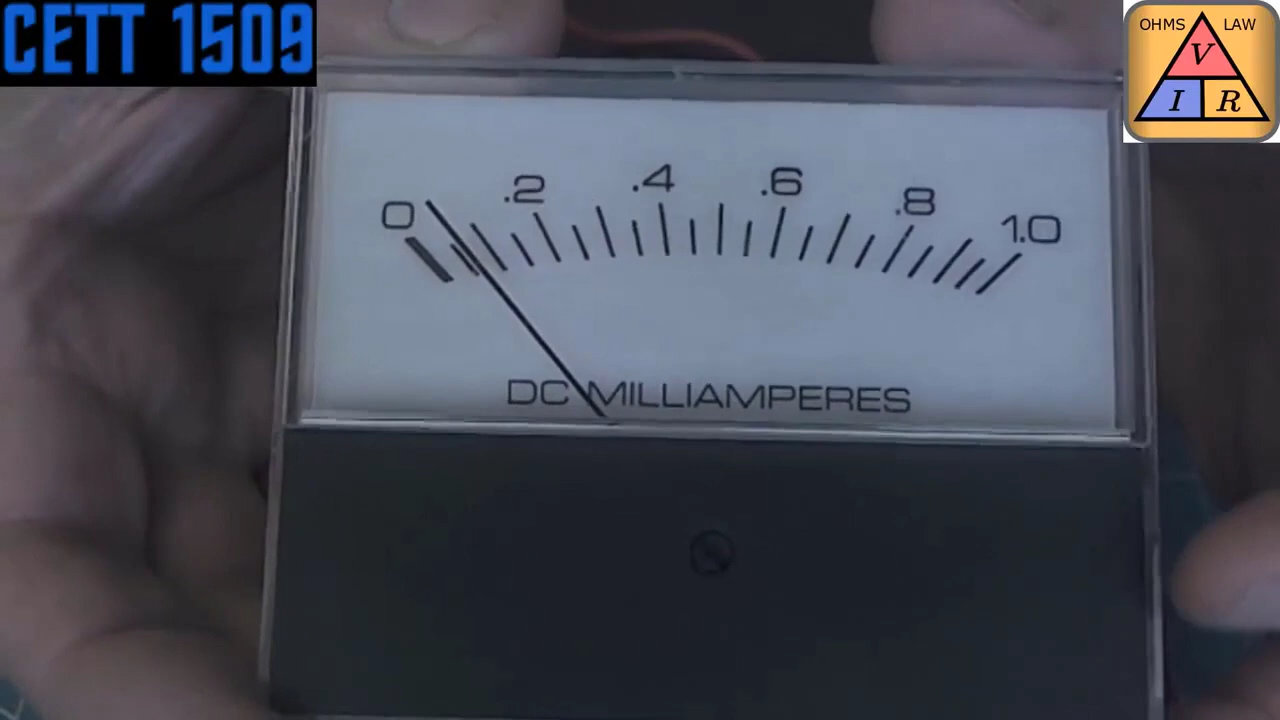 CETT 1509
OHMS LAW
V
I R
0 .2 .4 .6 .8 1.0
DC MILLIAMPERES